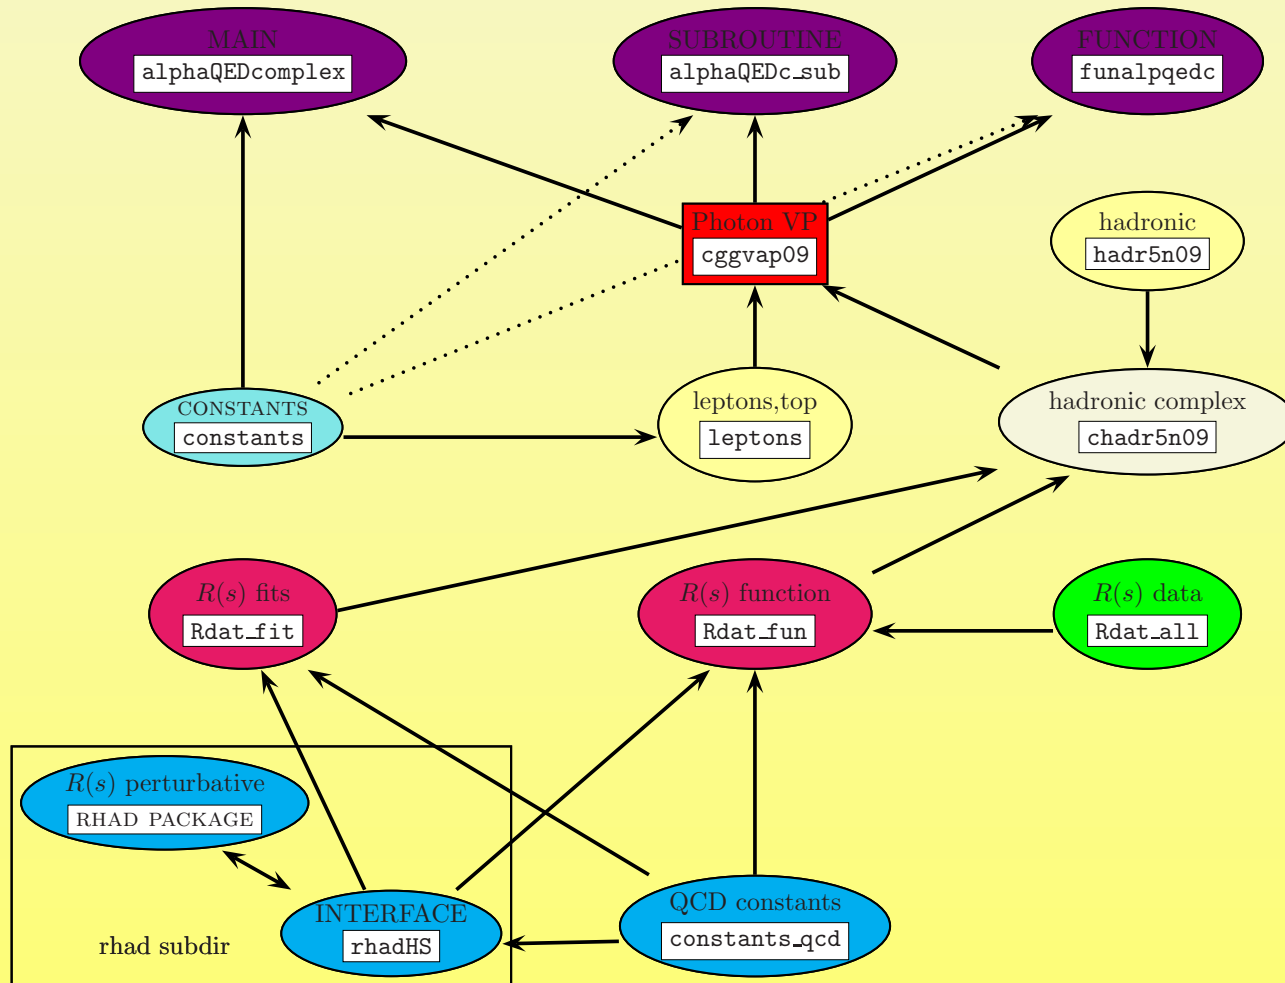 MAIN
alphaQEDcomplex
SUBROUTINE
alphaQEDc_sub
FUNCTION
funalpqedc
Photon VP
cggvap09
hadronic
hadr5n09
CONSTANTS
constants
leptons,top
leptons
hadronic complex
chadr5n09
R(s) fits
Rdat_fit
R(s) function
Rdat_fun
R(s) data
Rdat_all
R(s) perturbative
RHAD PACKAGE
INTERFACE
rhadHS
QCD constants
constants_qcd
rhad subdir